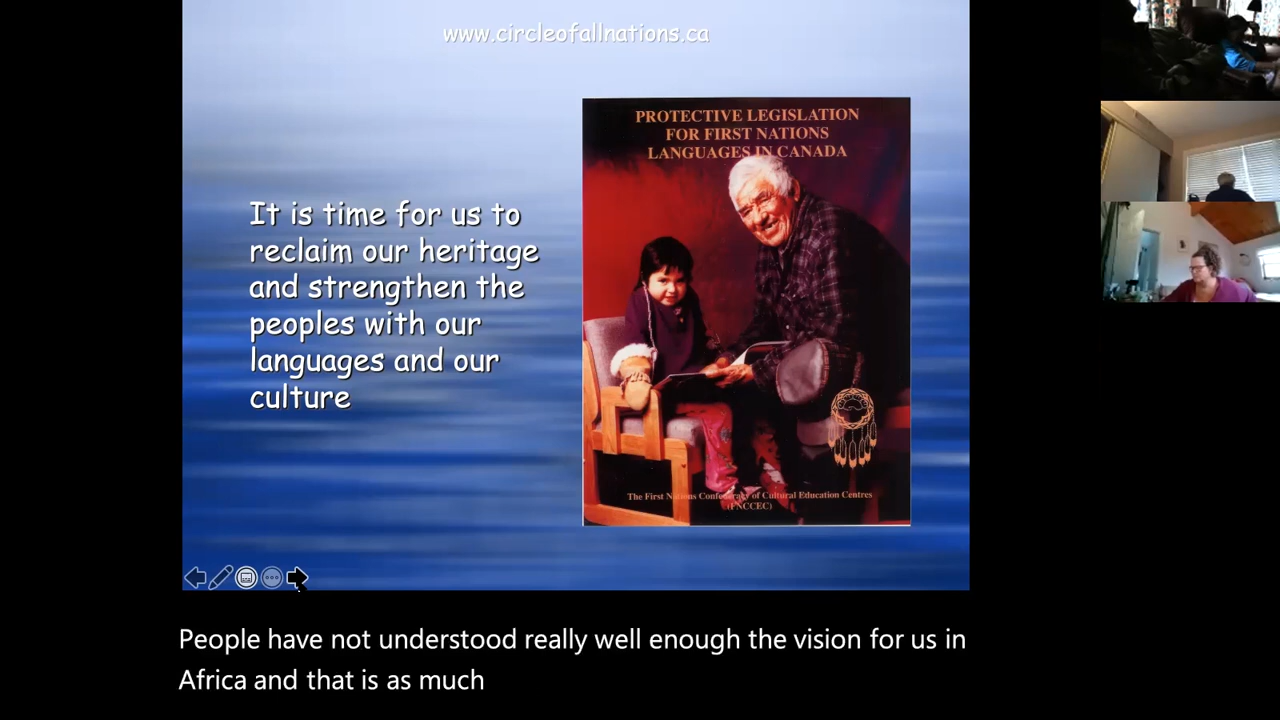 www.circleofallnations.ca
PROTECTIVE LEGISLATION
FOR FIRST NATIONS
LANGUAGES IN CANADA
It is time for us to
reclaim our heritage
and strengthen the
peoples with our
languages and our
culture
The First Nations Confederacy of Cultural Education Centres
(FNCCEC)
People have not understood really well enough the vision for us in
Africa and that is as much